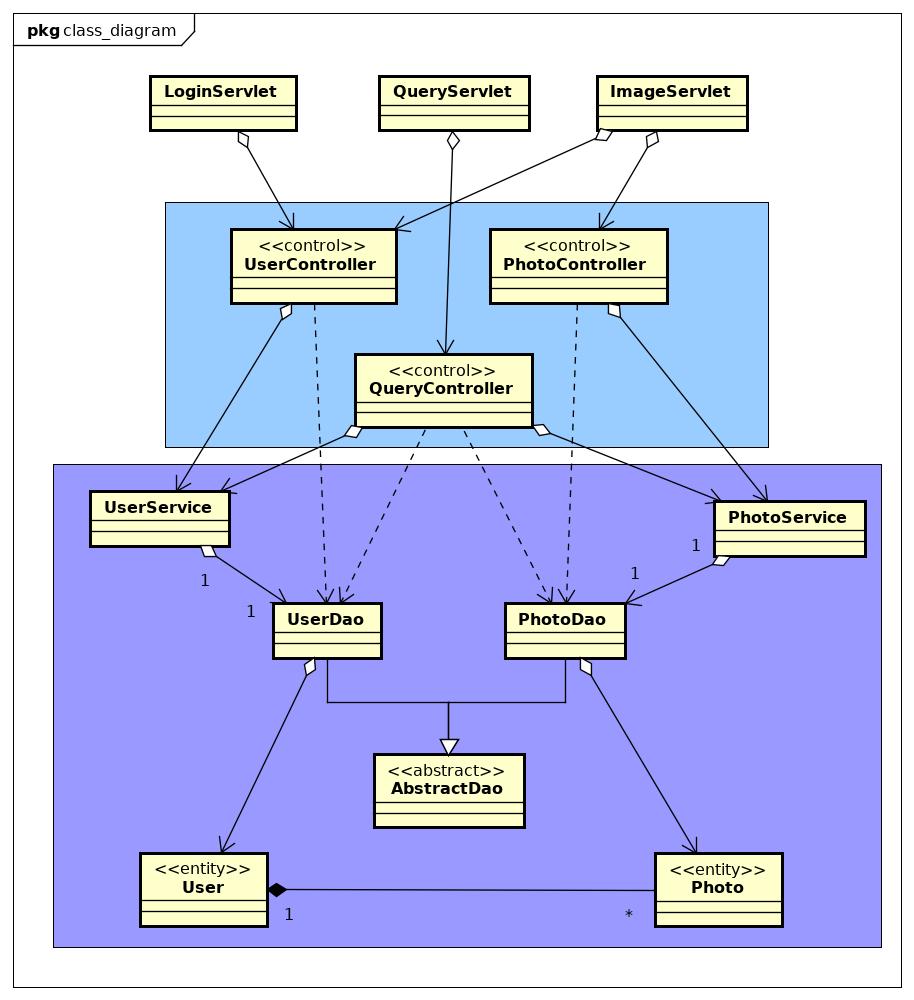 pkg class_diagram
LoginServlet
QueryServlet
ImageServlet
<<control>>
UserController
<<control>>
PhotoController
<<control>>
QueryController
UserService
PhotoService
1
1
1
1
UserDao
PhotoDao
<<abstract>>
AbstractDao
<<entity>>
User
<<entity>>
Photo
1
*